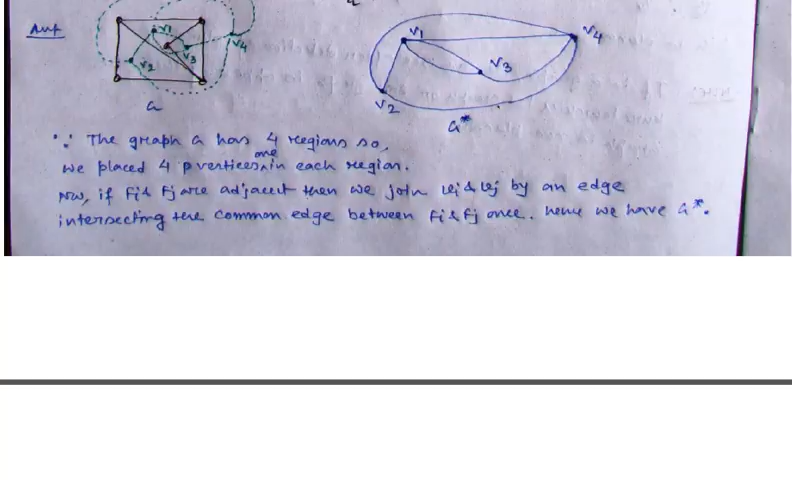 Ans
v1
v2
v3
v4
G
v1
v4
v3
v2
G*
∵ The graph G has 4 regions so,
we placed 4 p vertices, one in each region.
Now, if Fi & Fj are adjacent then we join vi & vj by an edge
intersecting the common edge between Fi & Fj once. hence we have G*.